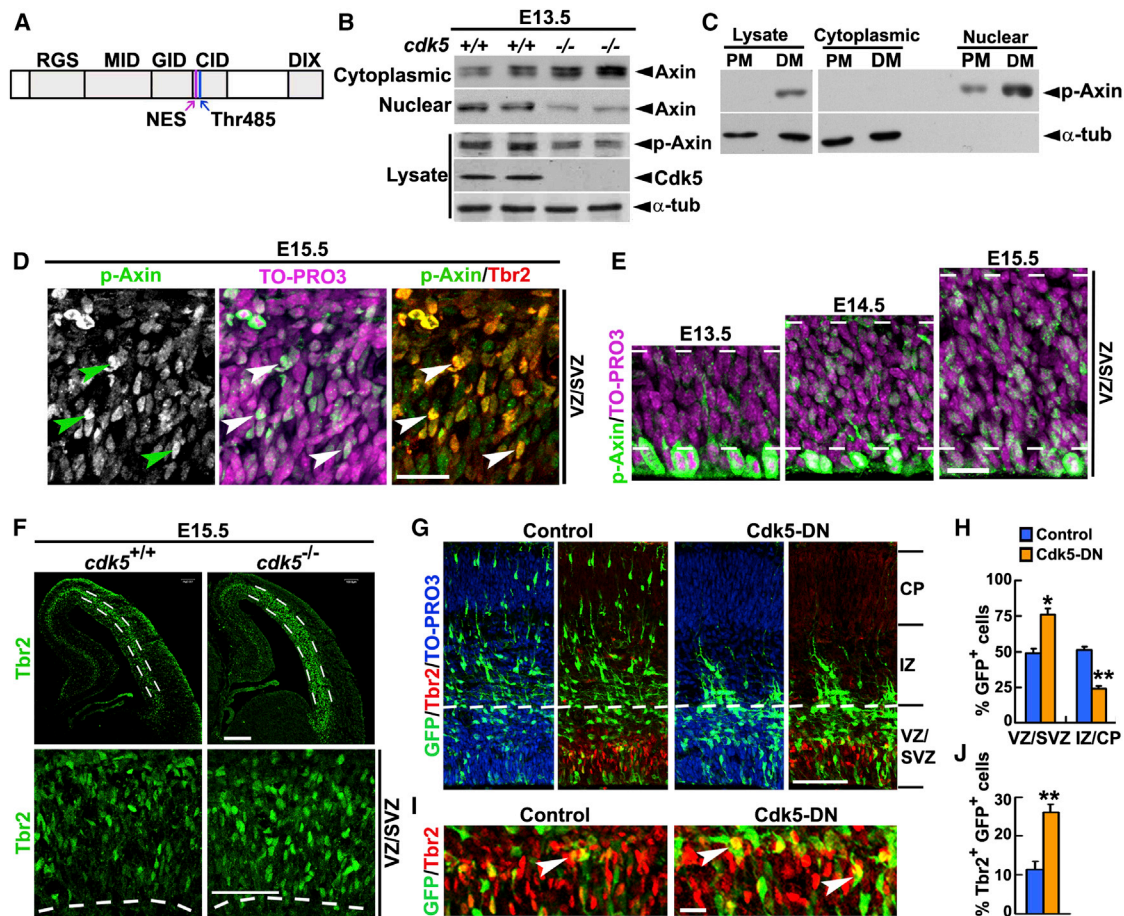 A
RGS MID GID CID DIX
NES Thr485
B
E13.5
cdk5 +/+ +/+ -/- -/-
Cytoplasmic Axin
Nuclear Axin
Lysate
p-Axin
Cdk5
α-tub
C
Lysate Cytoplasmic Nuclear
PM DM PM DM PM DM
p-Axin
α-tub
D
E15.5
p-Axin TO-PRO3 p-Axin/Tbr2
VZ/SVZ
E
E13.5 E14.5 E15.5
p-Axin/TO-PRO3
VZ/SVZ
F
E15.5
cdk5+/+ cdk5-/-
Tbr2
Tbr2
VZ/SVZ
G
Control Cdk5-DN
GFP/Tbr2/TO-PRO3
CP
IZ
VZ/
SVZ
H
Control
Cdk5-DN
% GFP+ cells
75
50
25
0
* **
VZ/SVZ IZ/CP
I
Control Cdk5-DN
GFP/Tbr2
J
% Tbr2+ GFP+ cells
30
20
10
0
**